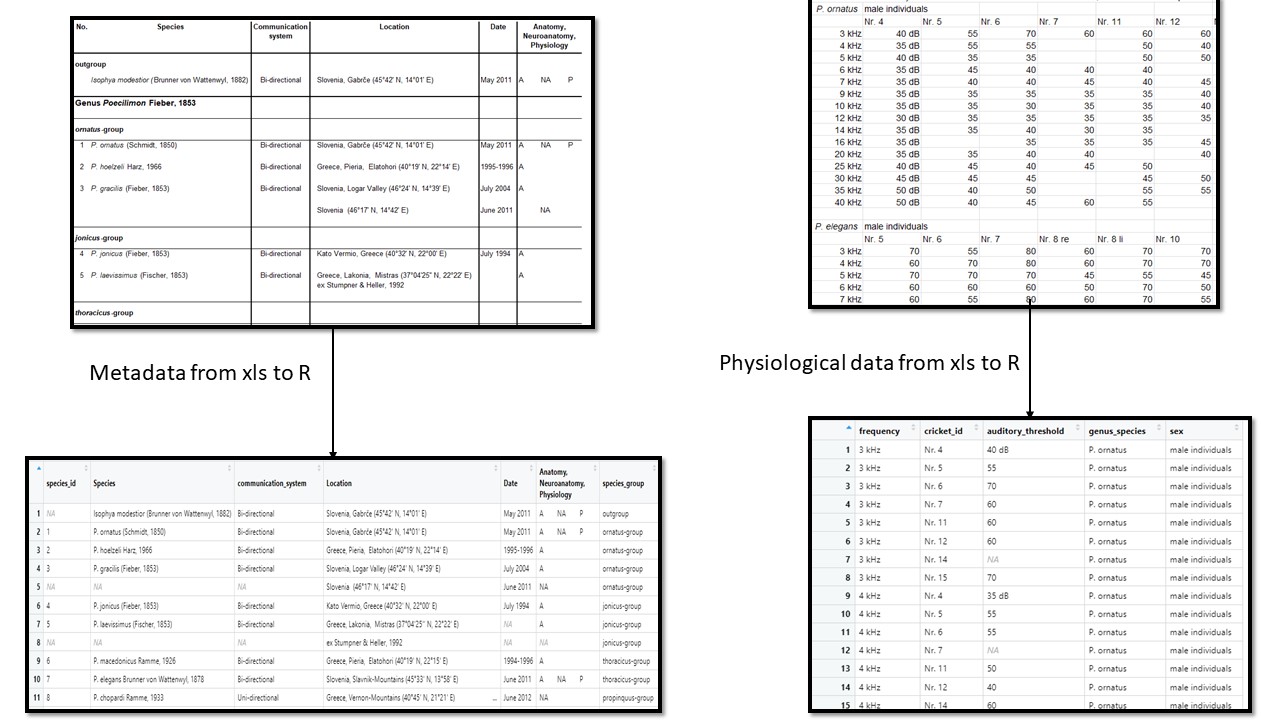 No. Species Communication system Location Date Anatomy, Neuroanatomy, Physiology
outgroup
Isophya modestior (Brunner von Wattenwyl, 1882) Bi-directional Slovenia, Gabrče (45°42' N, 14°01' E) May 2011 A NA P
Genus Poecilimon Fieber, 1853
ornatus-group
1 P. ornatus (Schmidt, 1850) Bi-directional Slovenia, Gabrče (45°42' N, 14°01' E) May 2011 A NA P
2 P. hoelzeli Harz, 1966 Bi-directional Greece, Pieria, Elatohori (40°19' N, 22°14' E) 1995-1996 A
3 P. gracilis (Fieber, 1853) Bi-directional Slovenia, Logar Valley (46°24' N, 14°39' E) July 2004 A
Slovenia (46°17' N, 14°42' E) June 2011 NA
jonicus-group
4 P. jonicus (Fieber, 1853) Bi-directional Kato Vermio, Greece (40°32' N, 22°00' E) July 1994 A
5 P. laevissimus (Fischer, 1853) Bi-directional Greece, Lakonia, Mistras (37°04'25" N, 22°22' E) A
ex Stumpner & Heller, 1992
thoracicus-group
P. ornatus male individuals
Nr. 4 Nr. 5 Nr. 6 Nr. 7 Nr. 11 Nr. 12
3 kHz 40 dB 55 70 60 60 60
4 kHz 35 dB 55 55 50 40
5 kHz 40 dB 35 35 50 50
6 kHz 35 dB 45 40 40 40
7 kHz 40 dB 35 40 45 40 45
9 kHz 35 dB 35 35 35 35 40
10 kHz 35 dB 35 30 35 35 40
12 kHz 30 dB 35 35 35 35 35
14 kHz 35 dB 35 40 30 35
16 kHz 35 dB 35 45 35 35 45
20 kHz 35 dB 35 40 40 40
25 kHz 40 dB 45 40 45 50
30 kHz 45 dB 45 45 45 50
35 kHz 50 dB 40 50 55 55
40 kHz 50 dB 40 45 60 55
P. elegans male individuals
Nr. 5 Nr. 6 Nr. 7 Nr. 8 re Nr. 8 li Nr. 10
3 kHz 70 55 80 60 70 70
4 kHz 60 70 80 60 70 70
5 kHz 70 70 70 45 55 45
6 kHz 60 60 60 50 70 50
7 kHz 60 55 80 60 70 55
Metadata from xls to R
Physiological data from xls to R
species_id Species communication_system Location Date Anatomy, Neuroanatomy, Physiology species_group
1 NA Isophya modestior (Brunner von Wattenwyl, 1882) Bi-directional Slovenia, Gabrče (45°42' N, 14°01' E) May 2011 A NA P outgroup
2 1 P. ornatus (Schmidt, 1850) Bi-directional Slovenia, Gabrče (45°42' N, 14°01' E) May 2011 A NA P ornatus-group
3 2 P. hoelzeli Harz, 1966 Bi-directional Greece, Pieria, Elatohori (40°19' N, 22°14' E) 1995-1996 A ornatus-group
4 3 P. gracilis (Fieber, 1853) Bi-directional Slovenia, Logar Valley (46°24' N, 14°39' E) July 2004 A ornatus-group
5 NA NA NA Slovenia (46°17' N, 14°42' E) June 2011 NA ornatus-group
6 4 P. jonicus (Fieber, 1853) Bi-directional Kato Vermio, Greece (40°32' N, 22°00' E) July 1994 A jonicus-group
7 5 P. laevissimus (Fischer, 1853) Bi-directional Greece, Lakonia, Mistras (37°04'25'' N, 22°22' E) NA A jonicus-group
8 NA NA NA ex Stumpner & Heller, 1992 NA NA jonicus-group
9 6 P. macedonicus Ramme, 1926 Bi-directional Greece, Pieria, Elatohori (40°19' N, 22°15' E) 1994-1996 A thoracicus-group
10 7 P. elegans Brunner von Wattenwyl, 1878 Bi-directional Slovenia, Slavnik-Mountains (45°33' N, 13°58' E) June 2011 A NA P thoracicus-group
11 8 P. chopardi Ramme, 1933 Uni-directional Greece, Vernon-Mountains (40°45' N, 21°21' E) ... June 2012 NA propinquus-group
frequency cricket_id auditory_threshold genus_species sex
1 3 kHz Nr. 4 40 dB P. ornatus male individuals
2 3 kHz Nr. 5 55 P. ornatus male individuals
3 3 kHz Nr. 6 70 P. ornatus male individuals
4 3 kHz Nr. 7 60 P. ornatus male individuals
5 3 kHz Nr. 11 60 P. ornatus male individuals
6 3 kHz Nr. 12 60 P. ornatus male individuals
7 3 kHz Nr. 14 NA P. ornatus male individuals
8 3 kHz Nr. 15 70 P. ornatus male individuals
9 4 kHz Nr. 4 35 dB P. ornatus male individuals
10 4 kHz Nr. 5 55 P. ornatus male individuals
11 4 kHz Nr. 6 55 P. ornatus male individuals
12 4 kHz Nr. 7 NA P. ornatus male individuals
13 4 kHz Nr. 11 50 P. ornatus male individuals
14 4 kHz Nr. 12 40 P. ornatus male individuals
15 4 kHz Nr. 14 60 P. ornatus male individuals